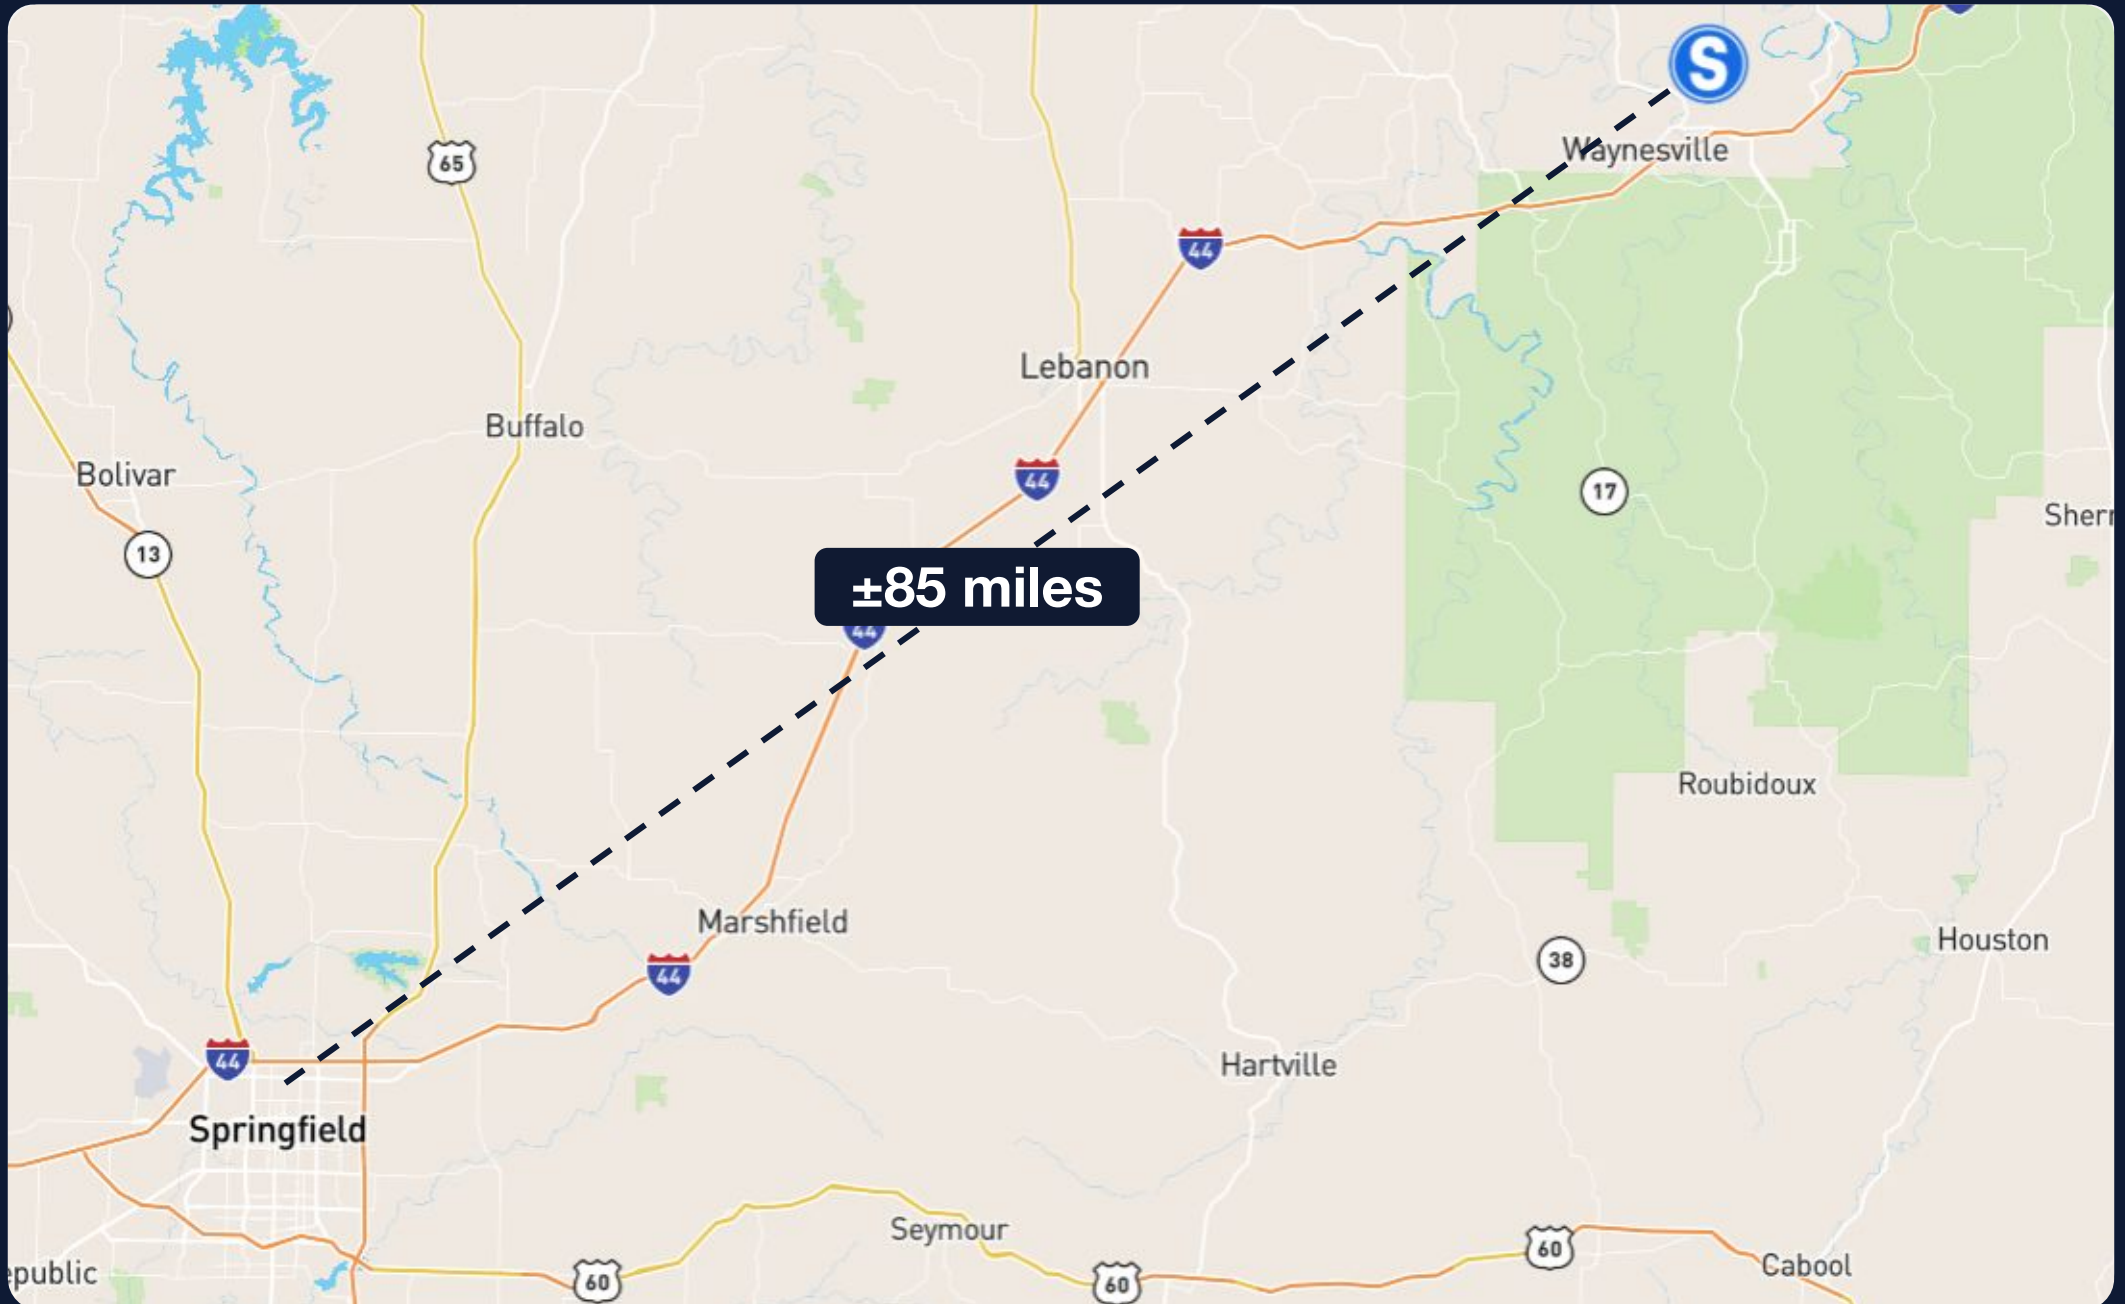 S
Waynesville
65
44
Lebanon
Buffalo
Bolivar
44
17
Sherr
13
±85 miles
44
Roubidoux
Marshfield
Houston
38
44
44
Hartville
Springfield
Seymour
60
Cabool
epublic
60
60